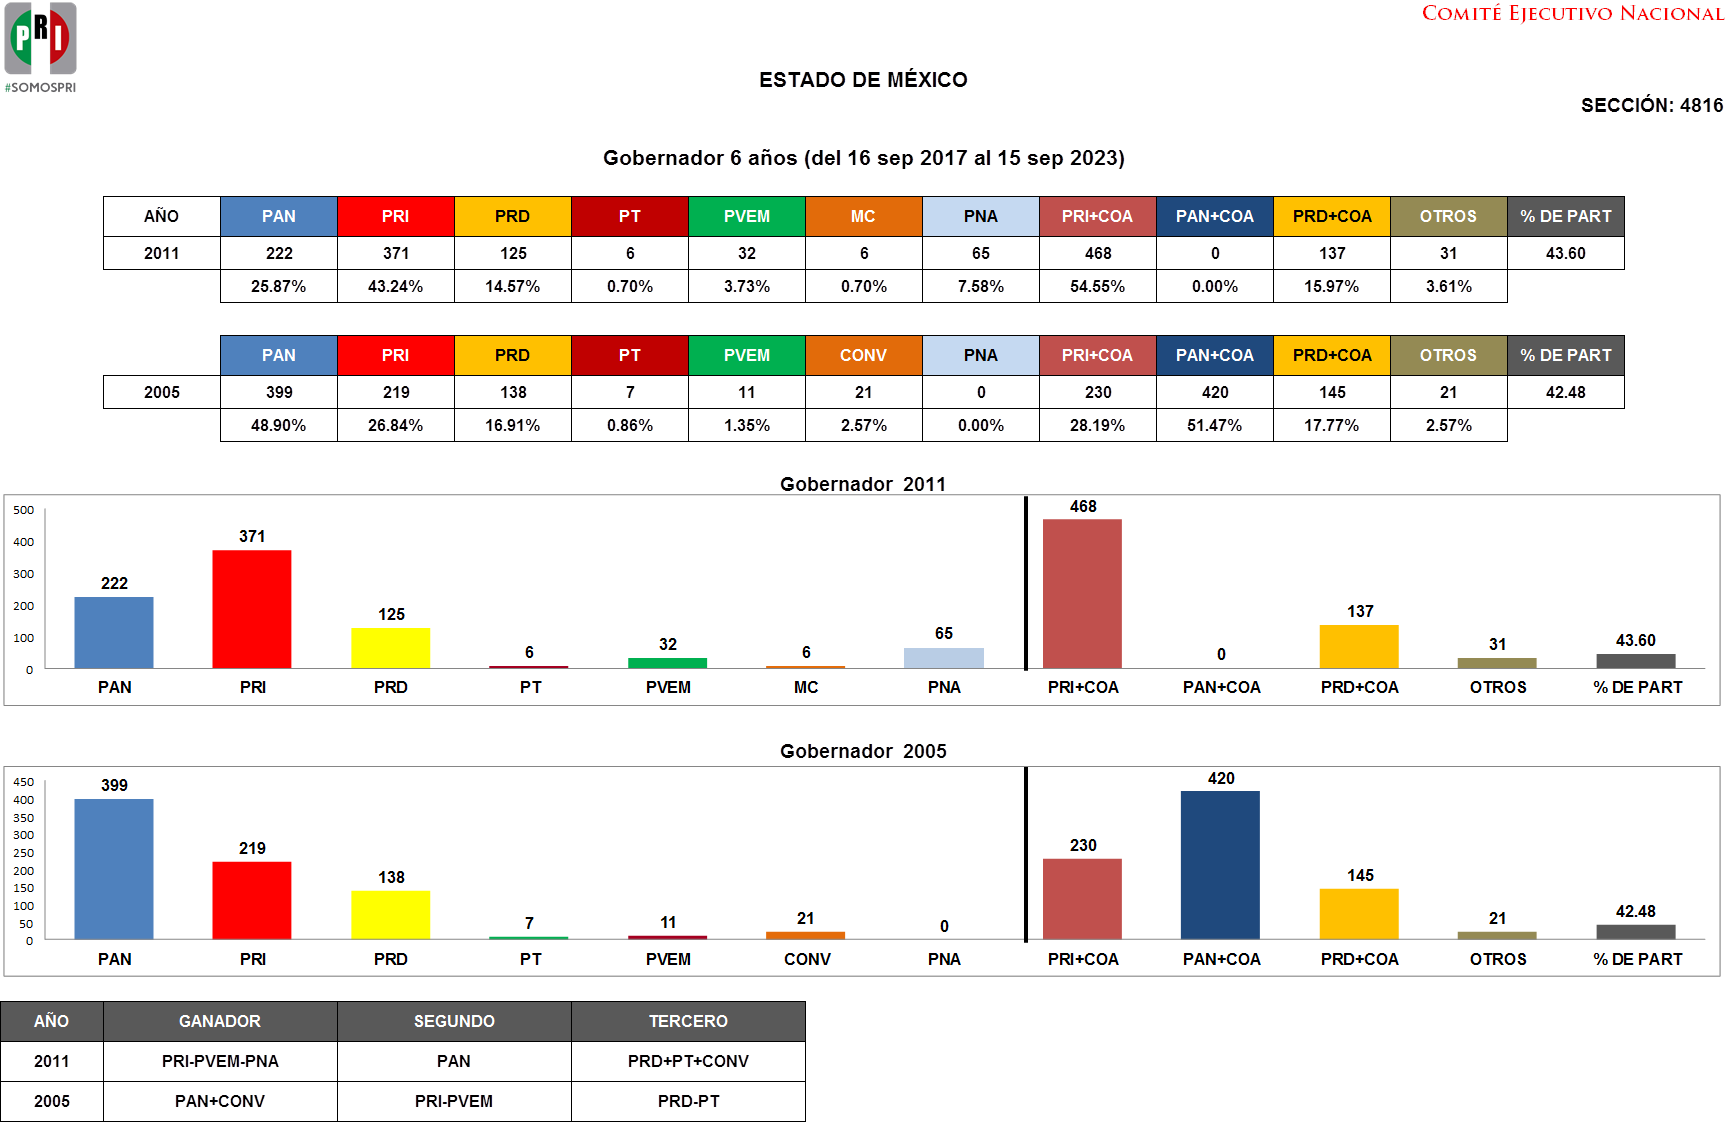 PRI
#SOMOSPRI
COMITÉ EJECUTIVO NACIONAL
ESTADO DE MÉXICO
SECCIÓN: 4816
Gobernador 6 años (del 16 sep 2017 al 15 sep 2023)
AÑO PAN PRI PRD PT PVEM MC PNA PRI+COA PAN+COA PRD+COA OTROS % DE PART
2011 222 371 125 6 32 6 65 468 0 137 31 43.60
25.87% 43.24% 14.57% 0.70% 3.73% 0.70% 7.58% 54.55% 0.00% 15.97% 3.61%
PAN PRI PRD PT PVEM CONV PNA PRI+COA PAN+COA PRD+COA OTROS % DE PART
2005 399 219 138 7 11 21 0 230 420 145 21 42.48
48.90% 26.84% 16.91% 0.86% 1.35% 2.57% 0.00% 28.19% 51.47% 17.77% 2.57%
Gobernador 2011
500
400
300
200
100
0
222 371 125 6 32 6 65 468 0 137 31 43.60
PAN PRI PRD PT PVEM MC PNA PRI+COA PAN+COA PRD+COA OTROS % DE PART
Gobernador 2005
450
400
350
300
250
200
150
100
50
0
399 219 138 7 11 21 0 230 420 145 21 42.48
PAN PRI PRD PT PVEM CONV PNA PRI+COA PAN+COA PRD+COA OTROS % DE PART
AÑO GANADOR SEGUNDO TERCERO
2011 PRI-PVEM-PNA PAN PRD+PT+CONV
2005 PAN+CONV PRI-PVEM PRD-PT